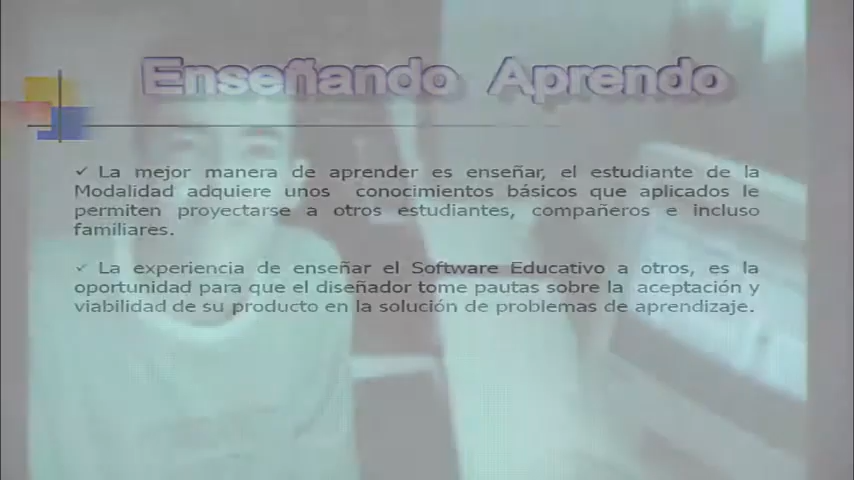 Enseñando Aprendo
✓ La mejor manera de aprender es enseñar, el estudiante de la
Modalidad adquiere unos conocimientos básicos que aplicados le
permiten proyectarse a otros estudiantes, compañeros e incluso
familiares.
✓ La experiencia de enseñar el Software Educativo a otros, es la
oportunidad para que el diseñador tome pautas sobre la aceptación y
viabilidad de su producto en la solución de problemas de aprendizaje.